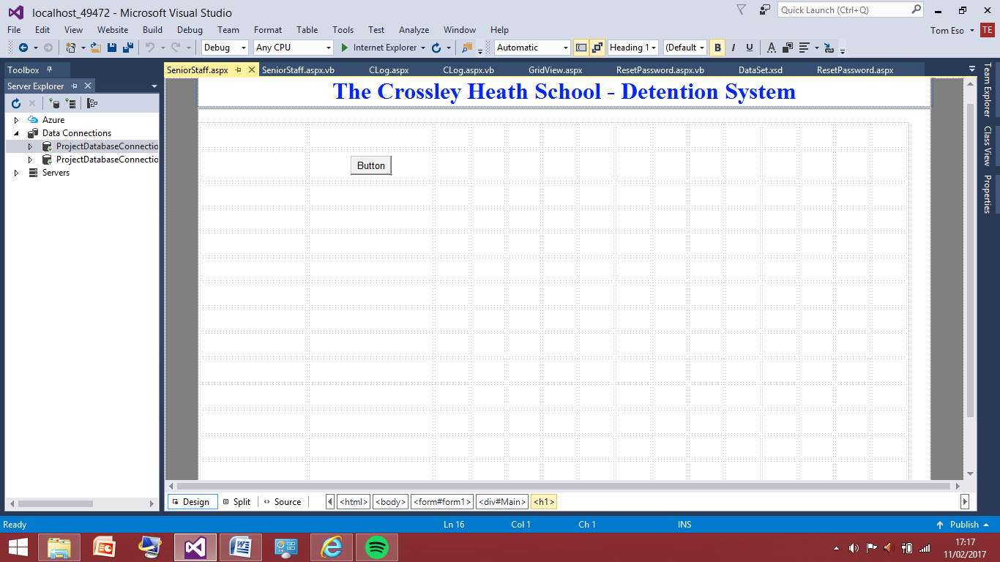 localhost_49472 - Microsoft Visual Studio
Quick Launch (Ctrl+Q)
File Edit View Website Build Debug Team Format Table Tools Test Analyze Window Help
Tom Eso TE
Debug Any CPU Internet Explorer Automatic Heading 1 (Default B I U A
Toolbox
SeniorStaff.aspx SeniorStaff.aspx.vb CLog.aspx CLog.aspx.vb GridView.aspx ResetPassword.aspx.vb DataSet.xsd ResetPassword.aspx
Server Explorer
Azure
Data Connections
ProjectDatabaseConnectio
ProjectDatabaseConnectio
Servers
The Crossley Heath School - Detention System
Button
Team Explorer
Class View
Properties
Design Split Source <html> <body> <form#form1> <div#Main> <h1>
Ready Ln 16 Col 1 Ch 1 INS Publish
17:17
11/02/2017